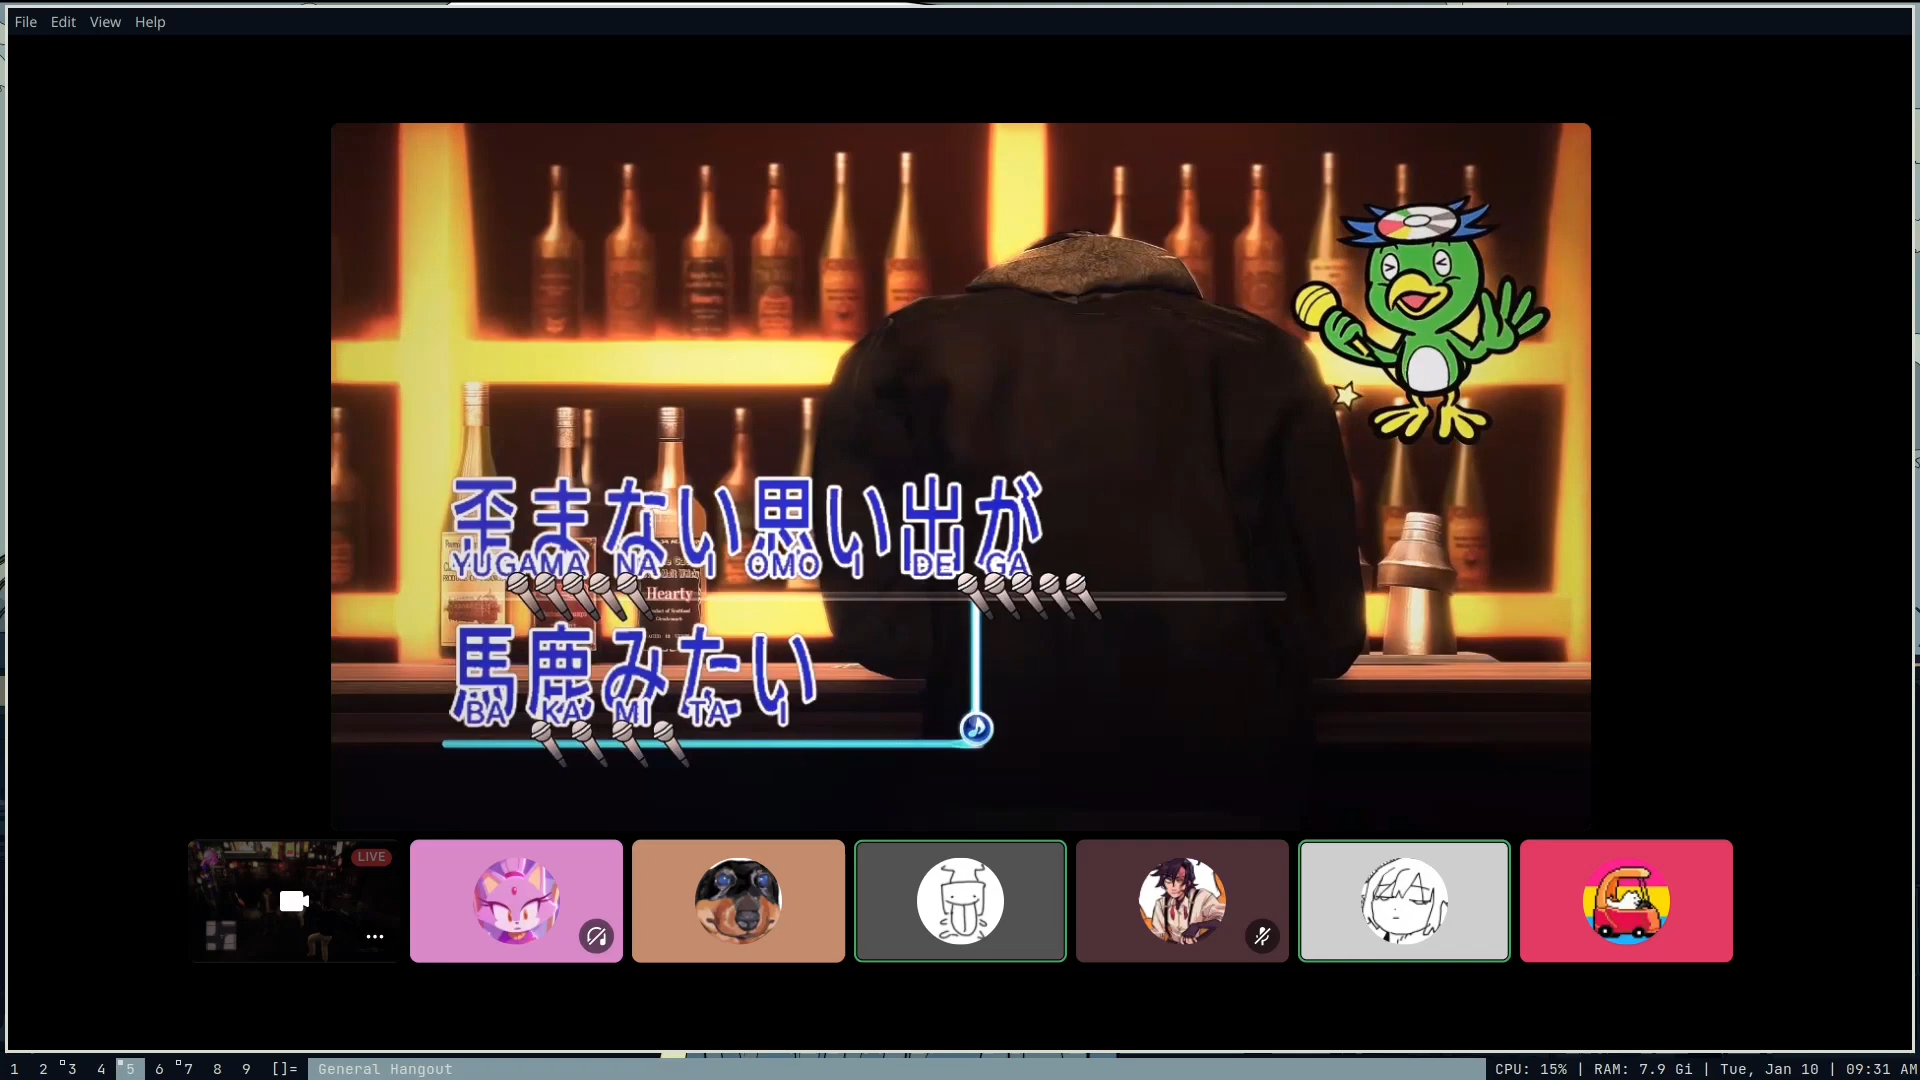 File Edit View Help
歪まない思い出が
YUGAMA NA I OMO I DE GA
Hearty
馬鹿みたい
BA KA MI TA I
LIVE
1 2 3 4 5 6 7 8 9 []= General Hangout CPU: 15% | RAM: 7.9 Gi | Tue, Jan 10 | 09:31 AM